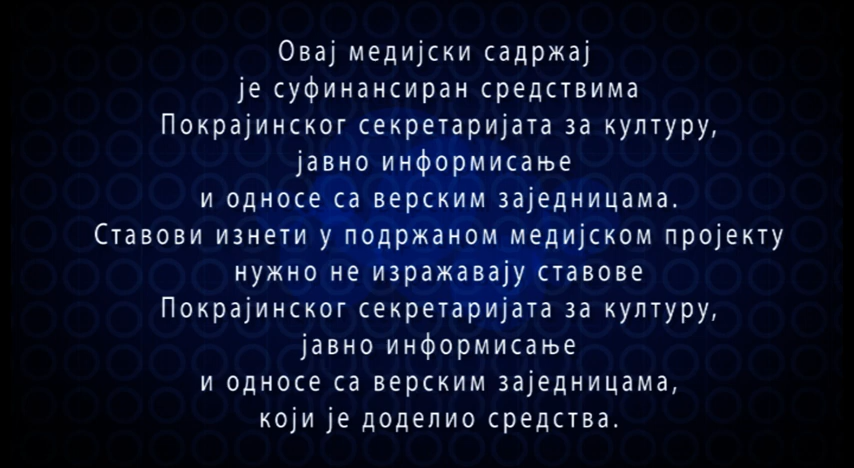 Овај медијски садржај
је суфинансиран средствима
Покрајинског секретаријата за културу,
јавно информисање
и односе са верским заједницама.
Ставови изнети у подржаном медијском пројекту
нужно не изражавају ставове
Покрајинског секретаријата за културу,
јавно информисање
и односе са верским заједницама,
који је доделио средства.